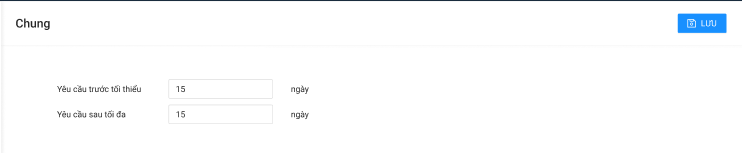 Chung
LƯU
Yêu cầu trước tối thiểu 15 ngày
Yêu cầu sau tối đa 15 ngày